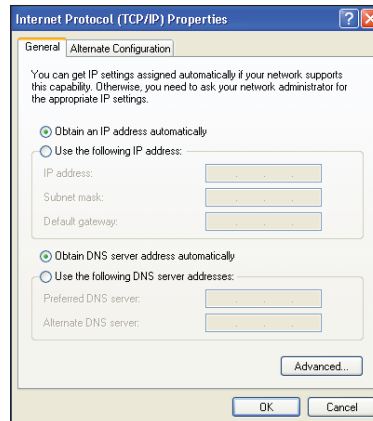 Internet Protocol (TCP/IP) Properties
General
Alternate Configuration
You can get IP settings assigned automatically if your network supports
this capability. Otherwise, you need to ask your network administrator for
the appropriate IP settings.
Obtain an IP address automatically
Use the following IP address:
IP address:
Subnet mask:
Default gateway:
Obtain DNS server address automatically
Use the following DNS server addresses:
Preferred DNS server:
Alternate DNS server:
Advanced...
OK
Cancel